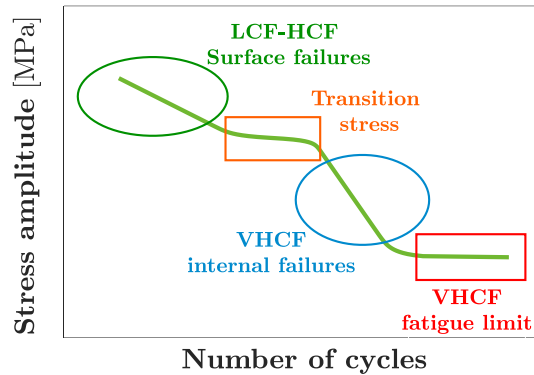 LCF-HCF
Surface failures
Transition
stress
VHCF
internal failures
VHCF
fatigue limit
Stress amplitude [MPa]
Number of cycles